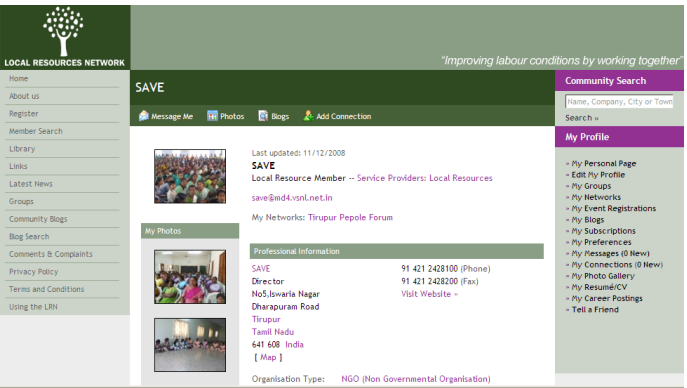 LOCAL RESOURCES NETWORK
"Improving labour conditions by working together"
Home
About us
Register
Member Search
Library
Links
Latest News
Groups
Community Blogs
Blog Search
Comments & Complaints
Privacy Policy
Terms and Conditions
Using the LRN
SAVE
Message Me Photos Blogs Add Connection
Last updated: 11/12/2008
SAVE
Local Resource Member -- Service Providers: Local Resources
save@md4.vsnl.net.in
My Networks: Tirupur Pepole Forum
My Photos
Professional Information
SAVE 91 421 2428100 (Phone)
Director 91 421 2428200 (Fax)
No5,Iswaria Nagar Visit Website »
Dharapuram Road
Tirupur
Tamil Nadu
641 608 India
[ Map ]
Organisation Type: NGO (Non Governmental Organisation)
Community Search
Name, Company, City or Town
Search »
My Profile
» My Personal Page
» Edit My Profile
» My Groups
» My Networks
» My Event Registrations
» My Blogs
» My Subscriptions
» My Preferences
» My Messages (0 New)
» My Connections (0 New)
» My Photo Gallery
» My Resumé/CV
» My Career Postings
» Tell a Friend